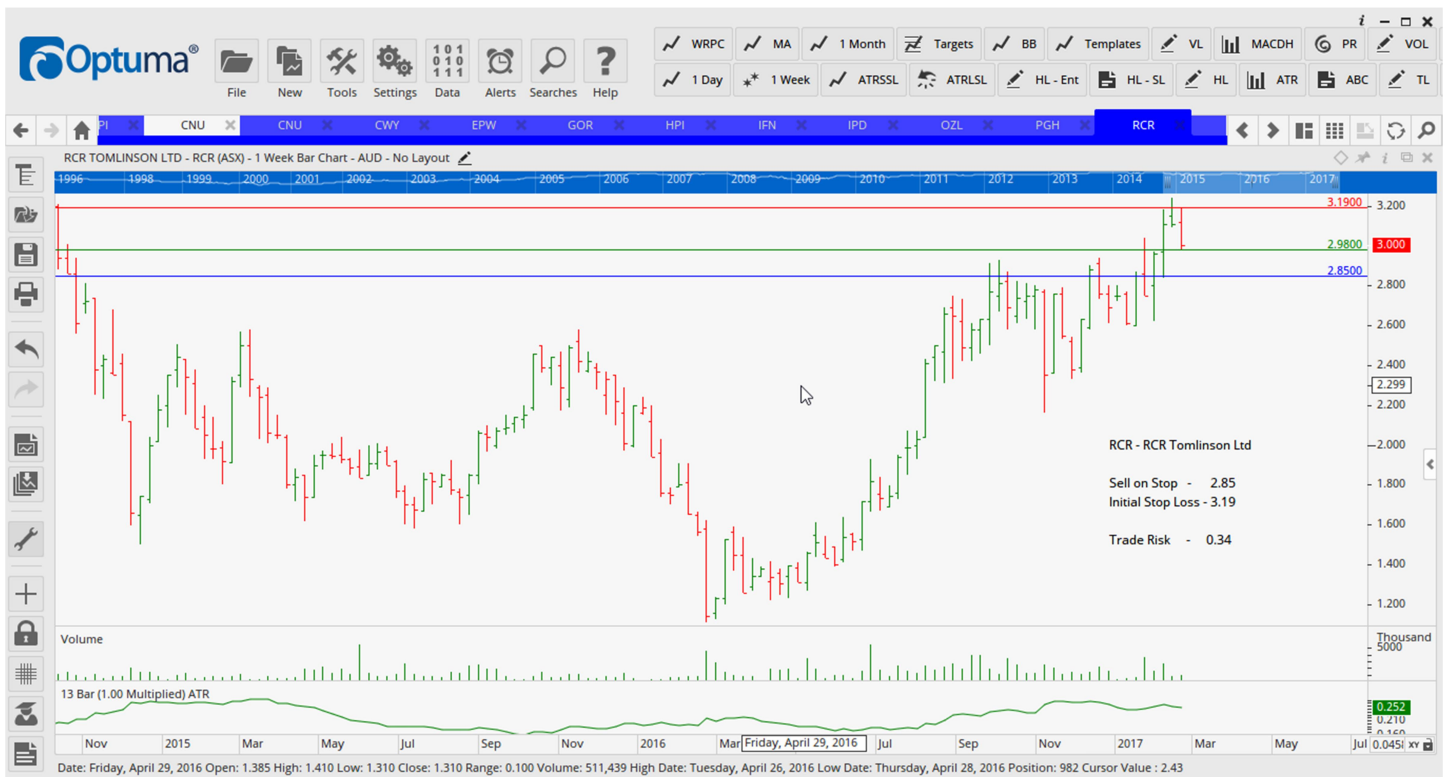 i
Optuma®
File New Tools Settings Data Alerts Searches Help
101
010
111
WRPC MA 1 Month Targets BB Templates VL MACDH PR VOL
1 Day 1 Week ATRSSL ATRLSL HL - Ent HL - SL HL ATR ABC TL
PI CNU CNU CWY EPW GOR HPI IFN IPD OZL PGH RCR
RCR TOMLINSON LTD - RCR (ASX) - 1 Week Bar Chart - AUD - No Layout
1996 1998 1999 2000 2001 2002 2003 2004 2005 2006 2007 2008 2009 2010 2011 2012 2013 2014 2015 2016 2017
3.1900
3.200
2.9800
3.000
2.8500
2.800
2.600
2.400
2.299
2.200
2.000
1.800
1.600
1.400
1.200
RCR - RCR Tomlinson Ltd
Sell on Stop - 2.85
Initial Stop Loss - 3.19
Trade Risk - 0.34
Volume
Thousand
5000
13 Bar (1.00 Multiplied) ATR
0.252
0.210
0.160
Nov 2015 Mar May Jul Sep Nov 2016 Mar Friday, April 29, 2016 Jul Sep Nov 2017 Mar May Jul
XY
Date: Friday, April 29, 2016 Open: 1.385 High: 1.410 Low: 1.310 Close: 1.310 Range: 0.100 Volume: 511,439 High Date: Tuesday, April 26, 2016 Low Date: Thursday, April 28, 2016 Position: 982 Cursor Value : 2.43